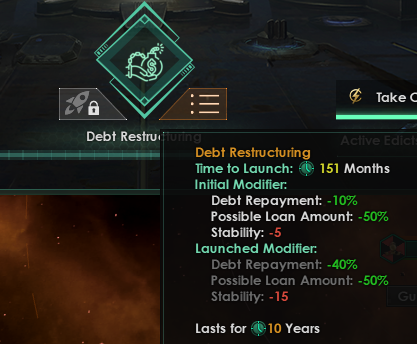 Take
Debt Restructuring
Active Edict
Debt Restructuring
Time to Launch: 151 Months
Initial Modifier:
Debt Repayment: -10%
Possible Loan Amount: -50%
Stability: -5
Launched Modifier:
Debt Repayment: -40%
Possible Loan Amount: -50%
Stability: -15
Lasts for 10 Years